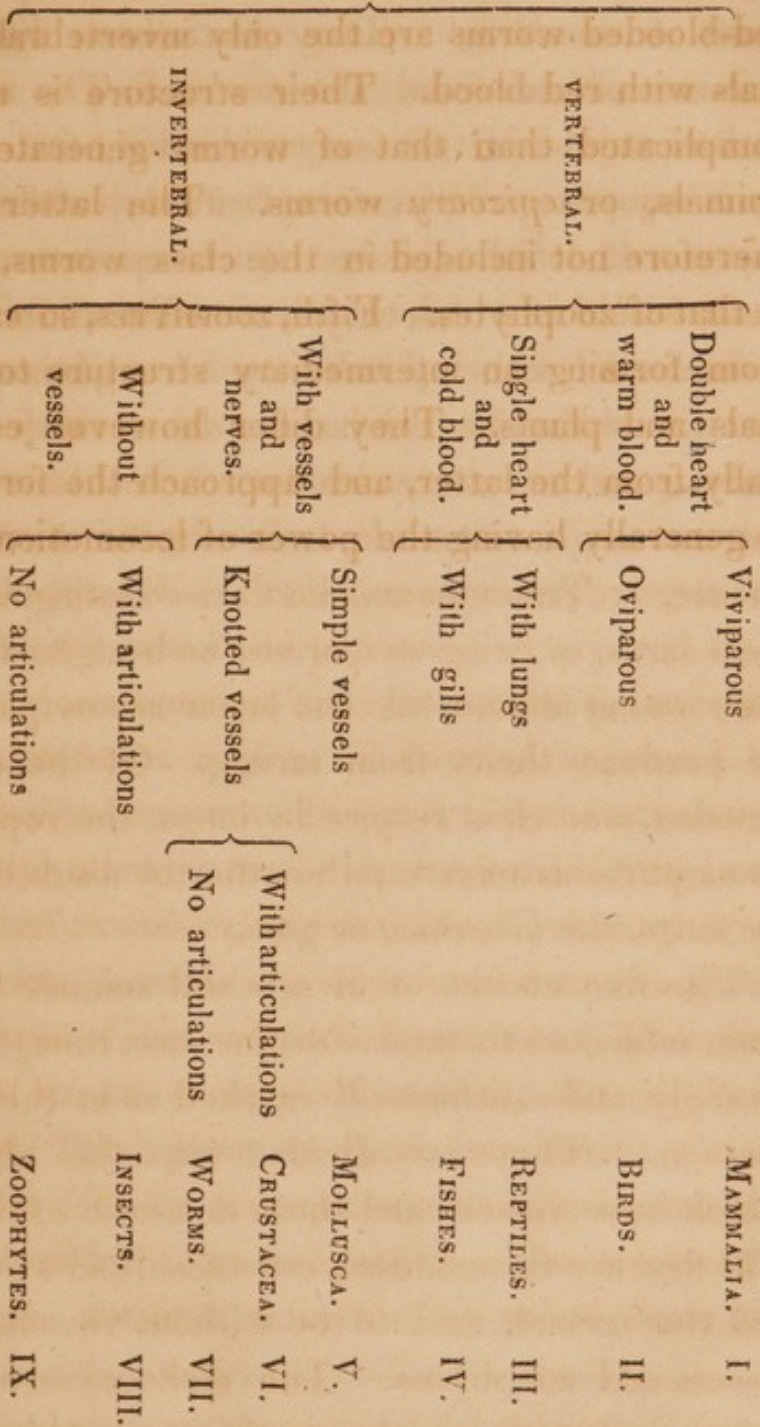 VERTEBRAL.
Double heart
and
warm blood.
Viviparous MAMMALIA. I
Oviparous BIRDS. II.
Single heart
and
cold blood.
With lungs REPTILES. III.
With gills FISHES. IV.
INVERTEBRAL.
With vessels
and
nerves.
Simple vessels MOLLUSCA. V.
Knotted vessels
With articulations CRUSTACEA. VI.
No articulations WORMS. VII.
Without
vessels.
With articulations INSECTS. VIII.
No articulations ZOOPHYTES. IX.